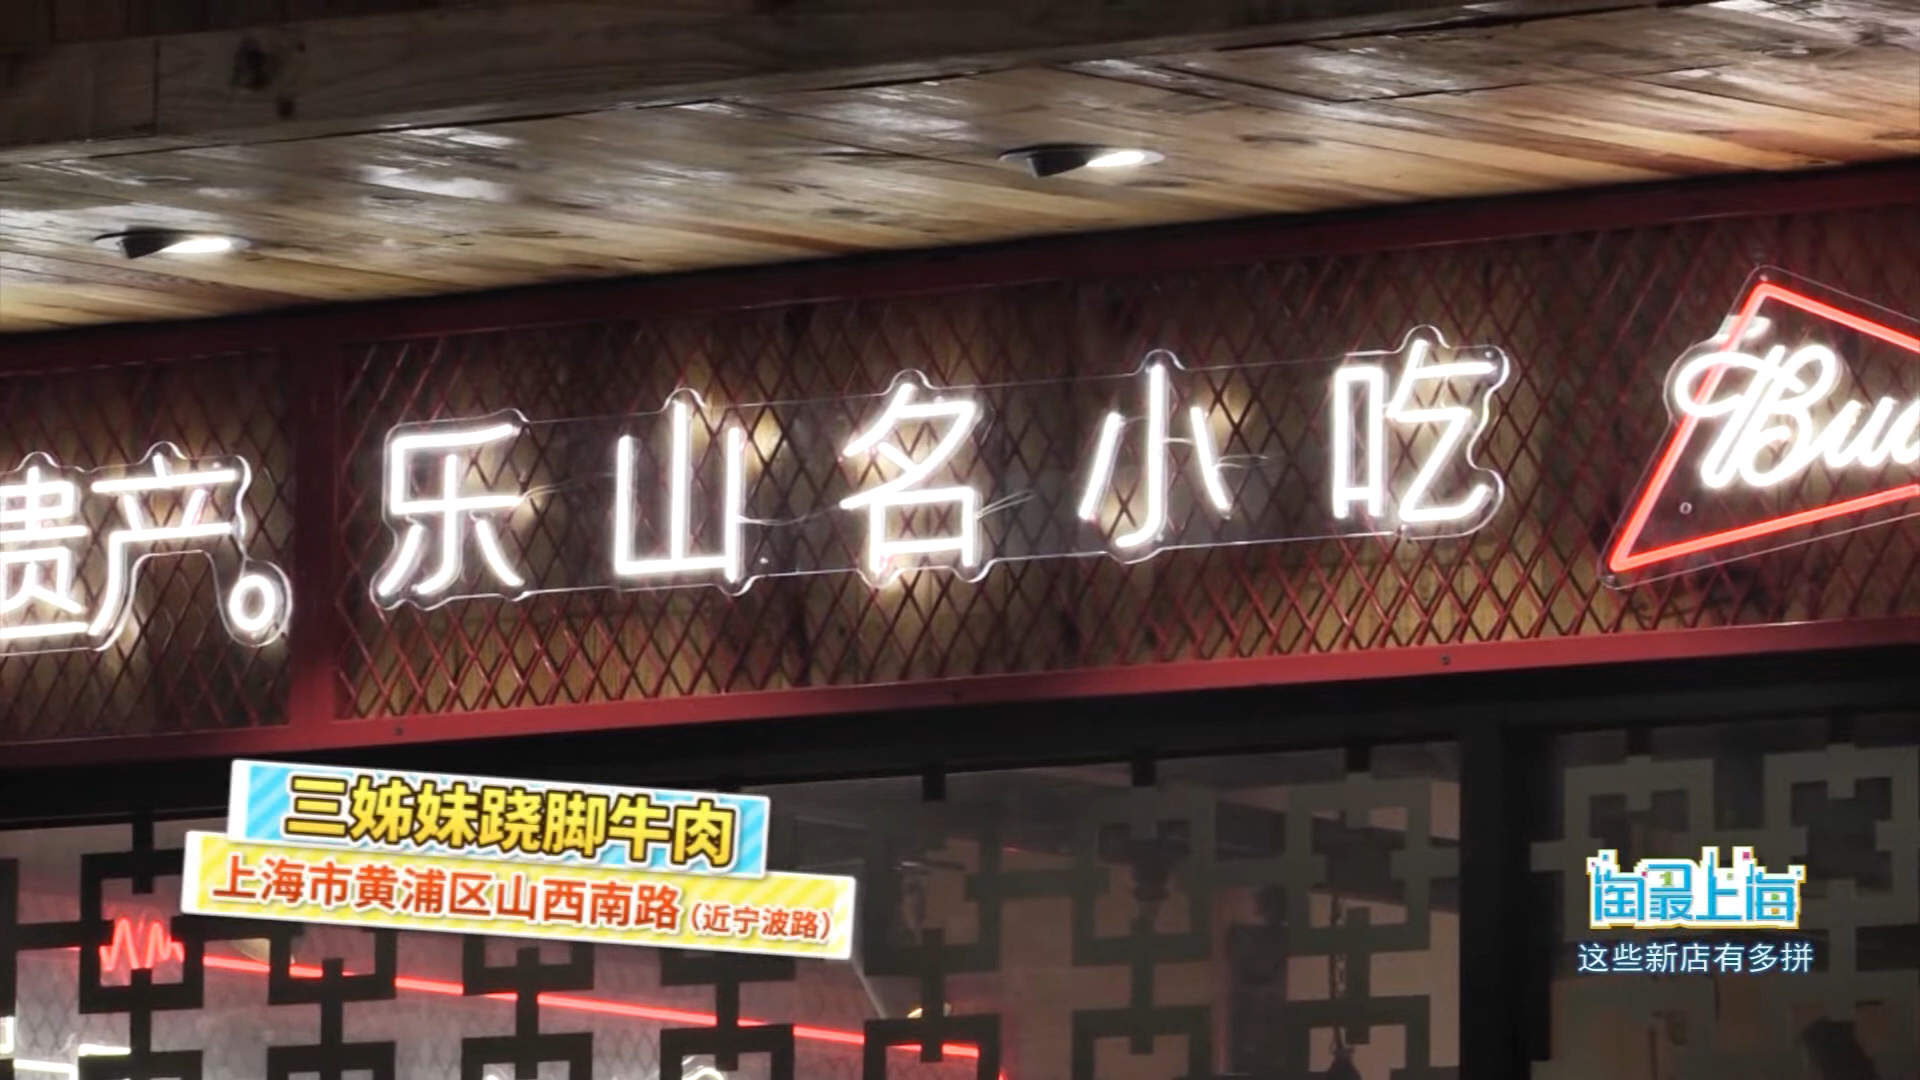 遗产。
乐山名小吃
Bud
三姊妹跷脚牛肉
上海市黄浦区山西南路(近宁波路)
淘最上海
这些新店有多拼